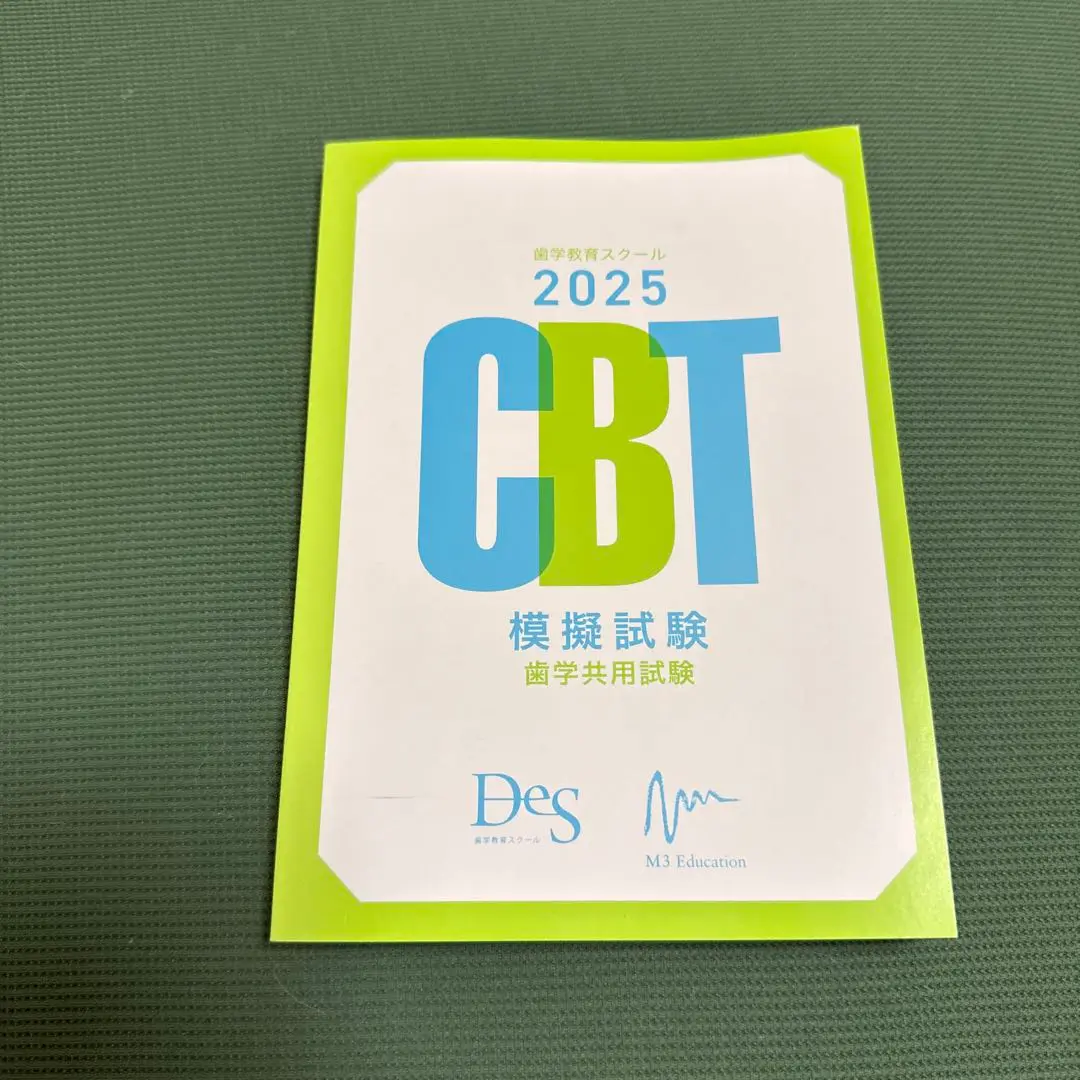 歯学教育スクール
2025
CBT
模擬試験
歯学共用試験
DeS
歯学教育スクール
M3 Education